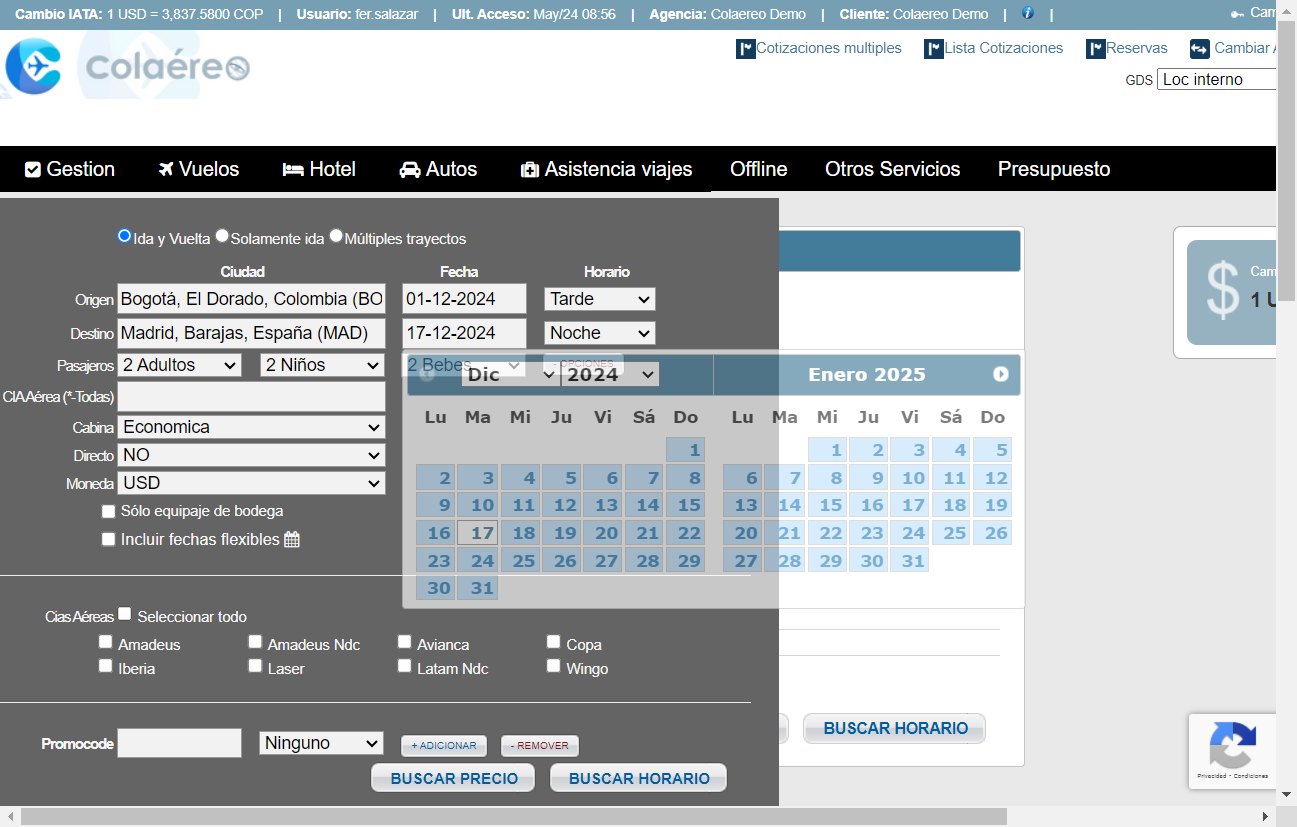 Cambio IATA: 1 USD = 3,837.5800 COP | Usuario: fer.salazar | Ult. Acceso: May/24 08:56 | Agencia: Colaereo Demo | Cliente: Colaereo Demo | |
Colaéreo
Cotizaciones multiples Lista Cotizaciones Reservas Cambiar
GDS Loc interno
Gestion Vuelos Hotel Autos Asistencia viajes Offline Otros Servicios Presupuesto
Ida y Vuelta Solamente ida Múltiples trayectos
Ciudad Fecha Horario
Origen Bogotá, El Dorado, Colombia (BO 01-12-2024 Tarde
Destino Madrid, Barajas, España (MAD) 17-12-2024 Noche
Pasajeros 2 Adultos 2 Niños 2 Bebes - OPCIONES
CIA Aérea (*-Todas)
Cabina Economica
Directo NO
Moneda USD
Sólo equipaje de bodega
Incluir fechas flexibles
Dic 2024 Enero 2025
Lu Ma Mi Ju Vi Sá Do Lu Ma Mi Ju Vi Sá Do
1 1 2 3 4 5
2 3 4 5 6 7 8 6 7 8 9 10 11 12
9 10 11 12 13 14 15 13 14 15 16 17 18 19
16 17 18 19 20 21 22 20 21 22 23 24 25 26
23 24 25 26 27 28 29 27 28 29 30 31
30 31
Cias Aéreas Seleccionar todo
Amadeus Amadeus Ndc Avianca Copa
Iberia Laser Latam Ndc Wingo
Promocode Ninguno + ADICIONAR - REMOVER
BUSCAR PRECIO BUSCAR HORARIO
BUSCAR HORARIO
$ 1
Privacidad - Condiciones